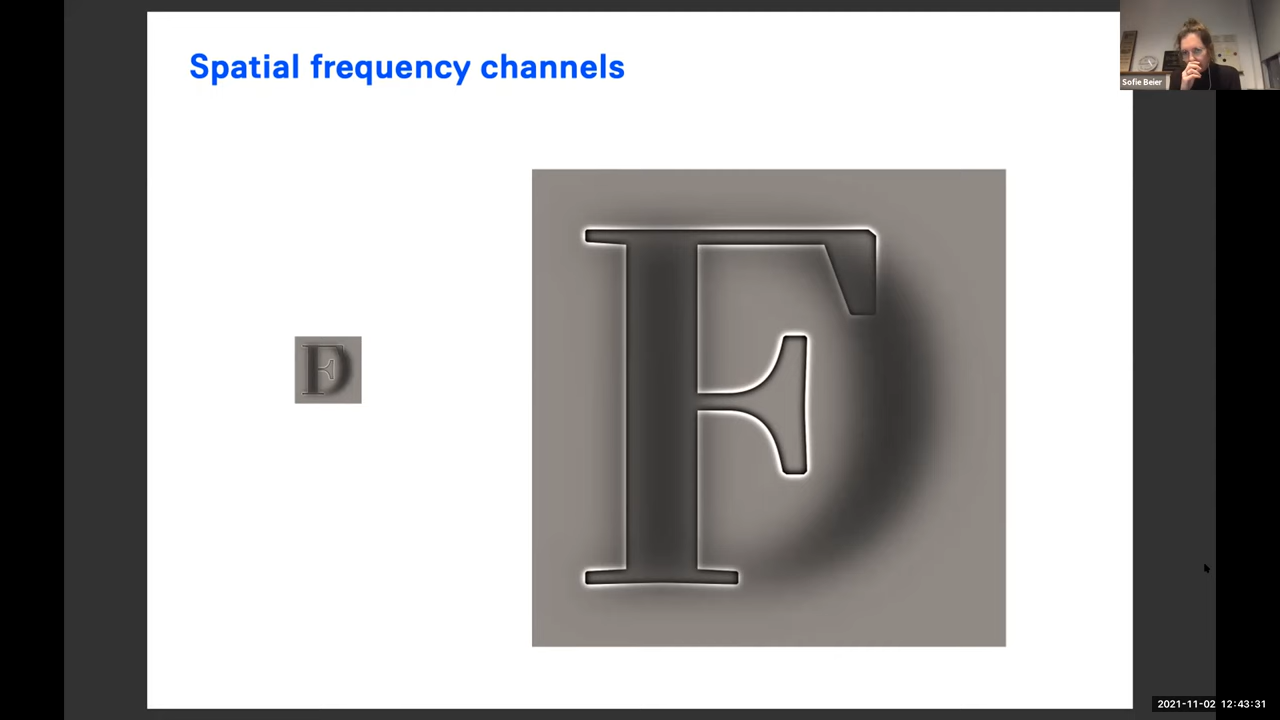 Spatial frequency channels
Sofie Beier
F
F
2021-11-02 12:43:31